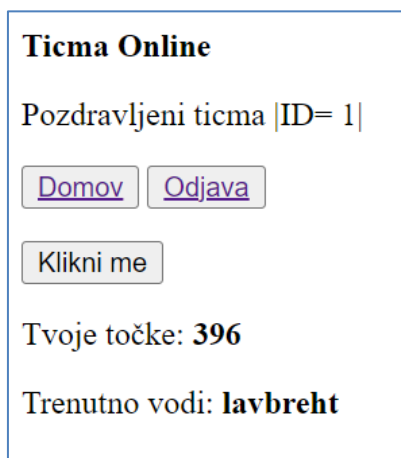 Ticma Online
Pozdravljeni ticma |ID= 1|
Domov Odjava
Klikni me
Tvoje točke: 396
Trenutno vodi: lavbreht